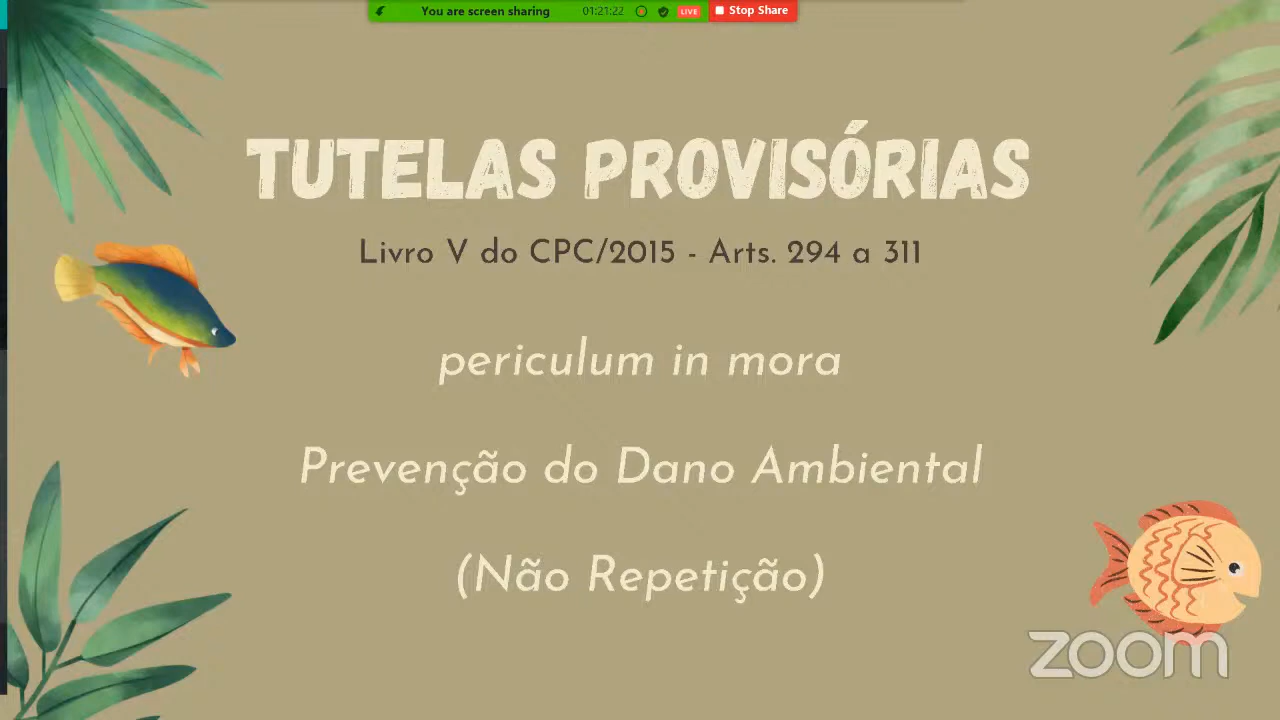 You are screen sharing 01:21:22 LIVE Stop Share
TUTELAS PROVISÓRIAS
Livro V do CPC/2015 - Arts. 294 a 311
periculum in mora
Prevenção do Dano Ambiental
(Não Repetição)
zoom